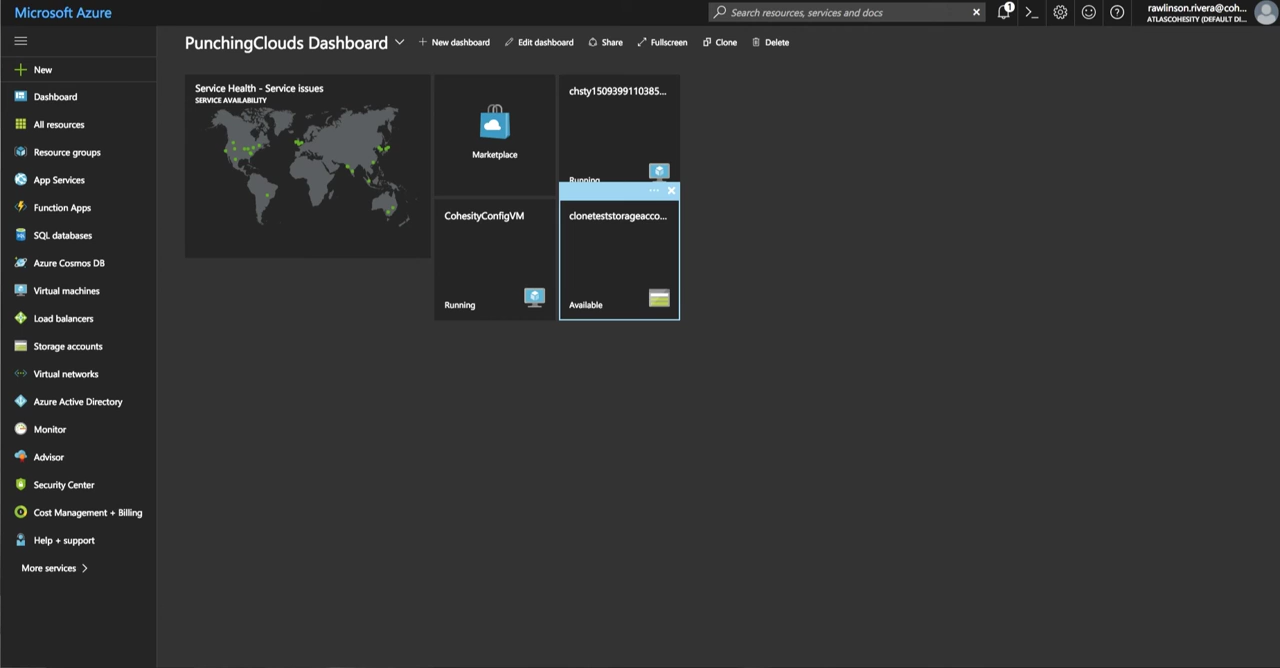 Microsoft Azure
Search resources, services and docs
1
rawlinson.rivera@coh...
ATLASCOHESITY (DEFAULT DI...
PunchingClouds Dashboard
New dashboard
Edit dashboard
Share
Fullscreen
Clone
Delete
New
Dashboard
All resources
Resource groups
App Services
Function Apps
SQL databases
Azure Cosmos DB
Virtual machines
Load balancers
Storage accounts
Virtual networks
Azure Active Directory
Monitor
Advisor
Security Center
Cost Management + Billing
Help + support
More services
Service Health - Service issues
SERVICE AVAILABILITY
Marketplace
chsty1509399110385...
Running
CohesityConfigVM
Running
cloneteststorageacco...
Available